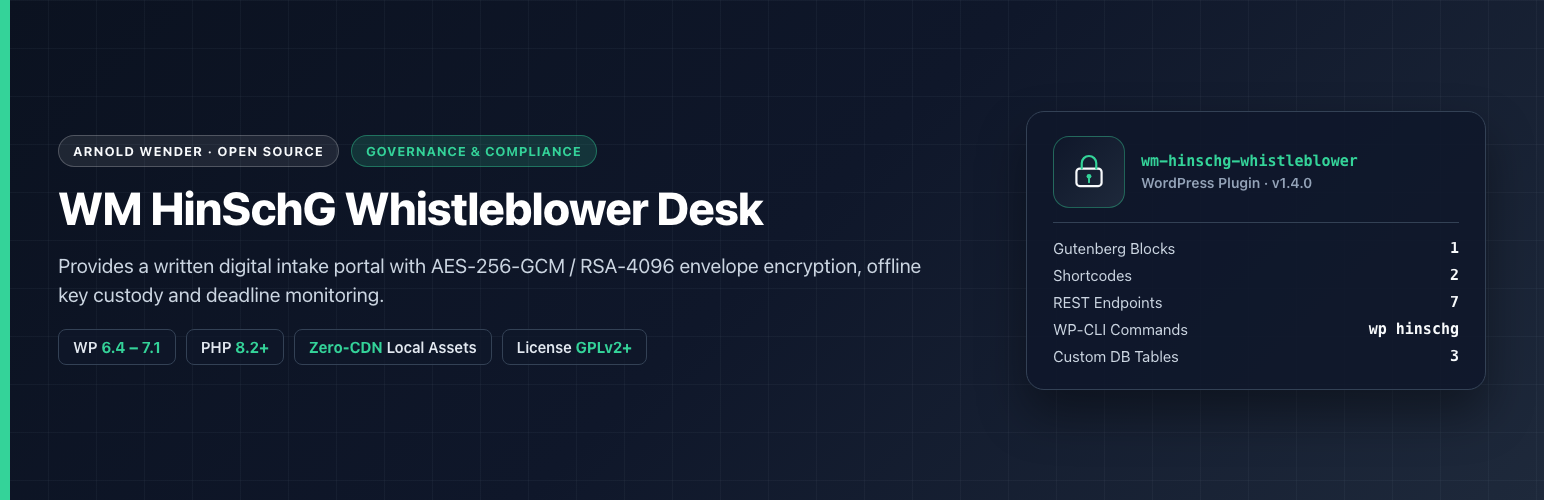 ARNOLD WENDER · OPEN SOURCE
GOVERNANCE & COMPLIANCE
WM HinSchG Whistleblower Desk
Provides a written digital intake portal with AES-256-GCM / RSA-4096 envelope encryption, offline
key custody and deadline monitoring.
WP 6.4 – 7.1
PHP 8.2+
Zero-CDN Local Assets
License GPLv2+
wm-hinschg-whistleblower
WordPress Plugin · v1.4.0
Gutenberg Blocks 1
Shortcodes 2
REST Endpoints 7
WP-CLI Commands wp hinschg
Custom DB Tables 3